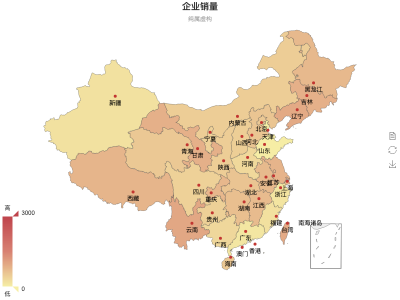 企业销量
纯属虚构
黑龙江
吉林
辽宁
新疆
内蒙古
北京
天津
宁夏
山西
河北
山东
青海
甘肃
陕西
河南
西藏
四川
重庆
湖北
安徽
江苏
上海
浙江
湖南
江西
贵州
云南
福建
南海诸岛
台湾
广西
广东
澳门
香港
海南
高
3000
0
低